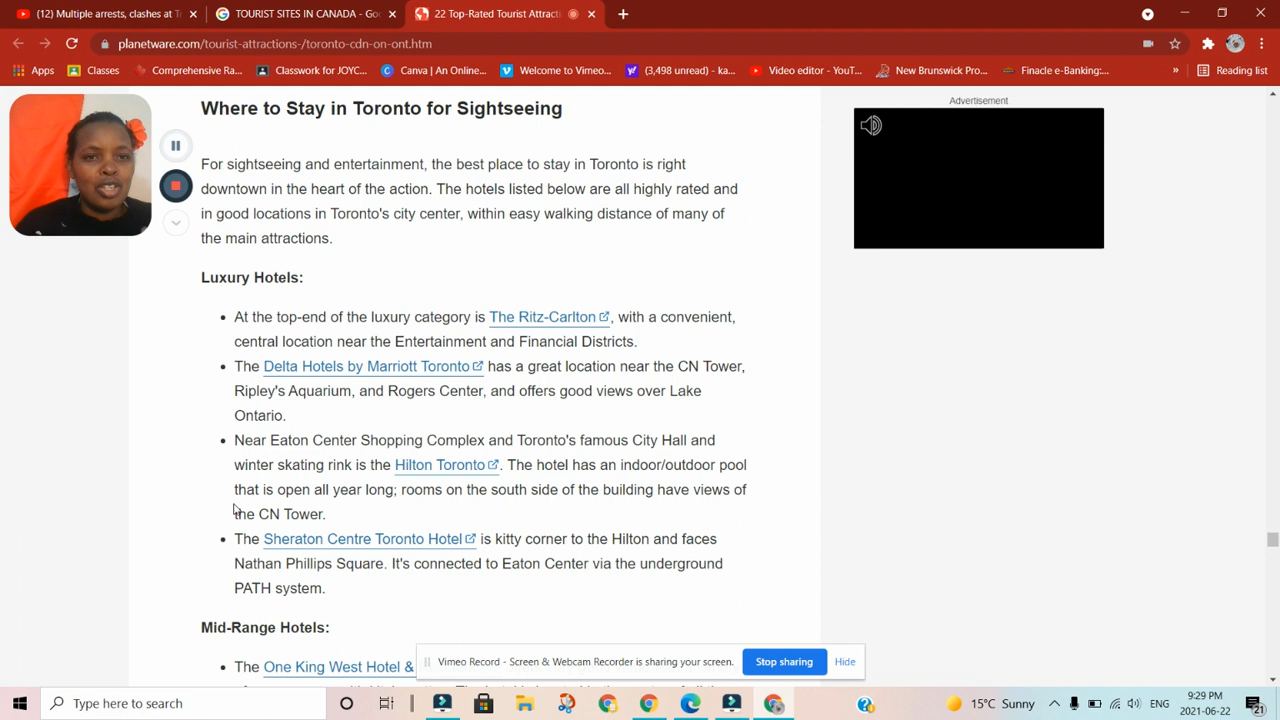 (12) Multiple arrests, clashes at T
TOURIST SITES IN CANADA - Goo
22 Top-Rated Tourist Attracti
planetware.com/tourist-attractions-/toronto-cdn-on-ont.htm
Apps
Classes
Comprehensive Ra...
Classwork for JOYC...
Canva | An Online...
Welcome to Vimeo...
(3,498 unread) - ka...
Video editor - YouT...
New Brunswick Pro...
Finacle e-Banking:...
»
Reading list
Advertisement
Where to Stay in Toronto for Sightseeing
For sightseeing and entertainment, the best place to stay in Toronto is right
downtown in the heart of the action. The hotels listed below are all highly rated and
in good locations in Toronto's city center, within easy walking distance of many of
the main attractions.
Luxury Hotels:
• At the top-end of the luxury category is The Ritz-Carlton, with a convenient,
central location near the Entertainment and Financial Districts.
• The Delta Hotels by Marriott Toronto has a great location near the CN Tower,
Ripley's Aquarium, and Rogers Center, and offers good views over Lake
Ontario.
• Near Eaton Center Shopping Complex and Toronto's famous City Hall and
winter skating rink is the Hilton Toronto. The hotel has an indoor/outdoor pool
that is open all year long; rooms on the south side of the building have views of
the CN Tower.
• The Sheraton Centre Toronto Hotel is kitty corner to the Hilton and faces
Nathan Phillips Square. It's connected to Eaton Center via the underground
PATH system.
Mid-Range Hotels:
• The One King West Hotel &
Vimeo Record - Screen & Webcam Recorder is sharing your screen.
Stop sharing
Hide
Type here to search
15°C Sunny
ENG
9:29 PM
2021-06-22
21